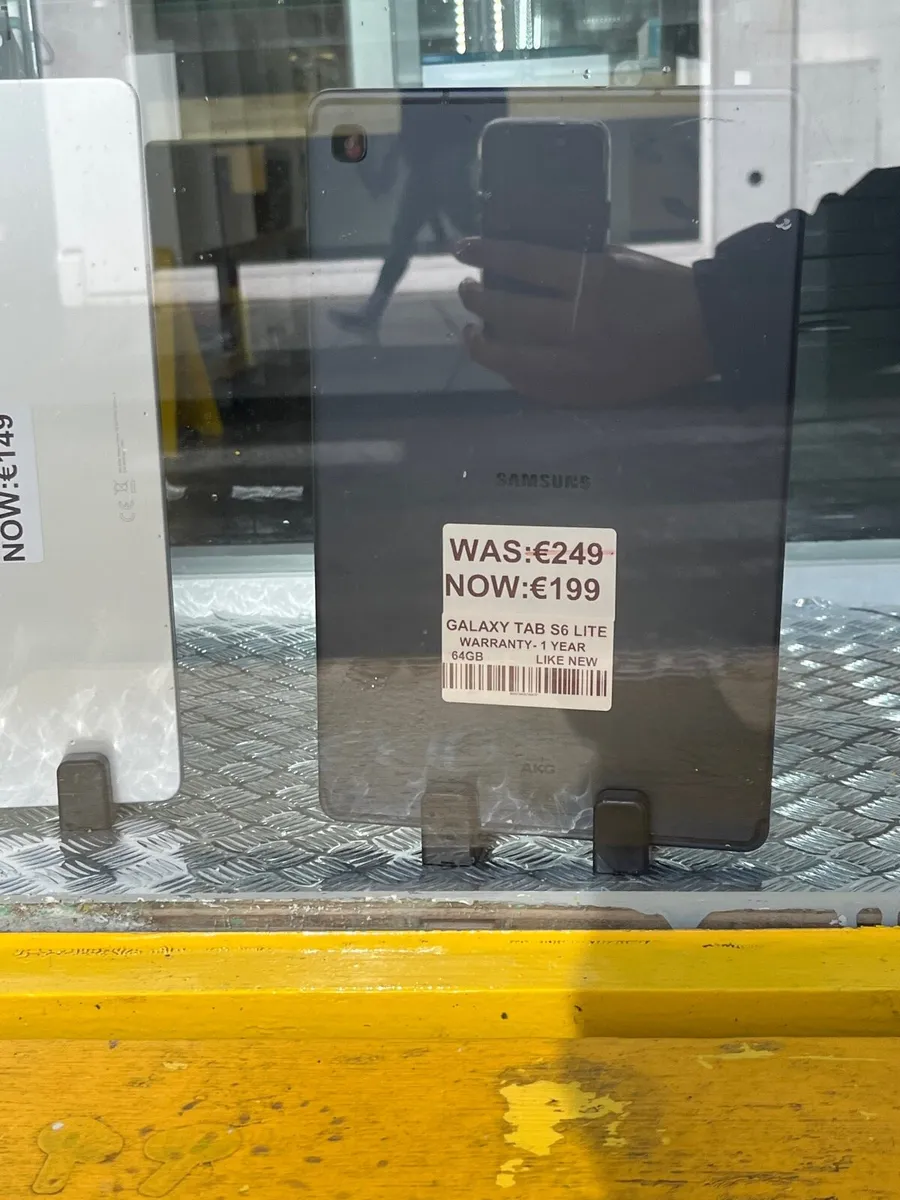 NOW:€149
SAMSUNG
WAS:€249
NOW:€199
GALAXY TAB S6 LITE
WARRANTY- 1 YEAR
64GB LIKE NEW
AKG